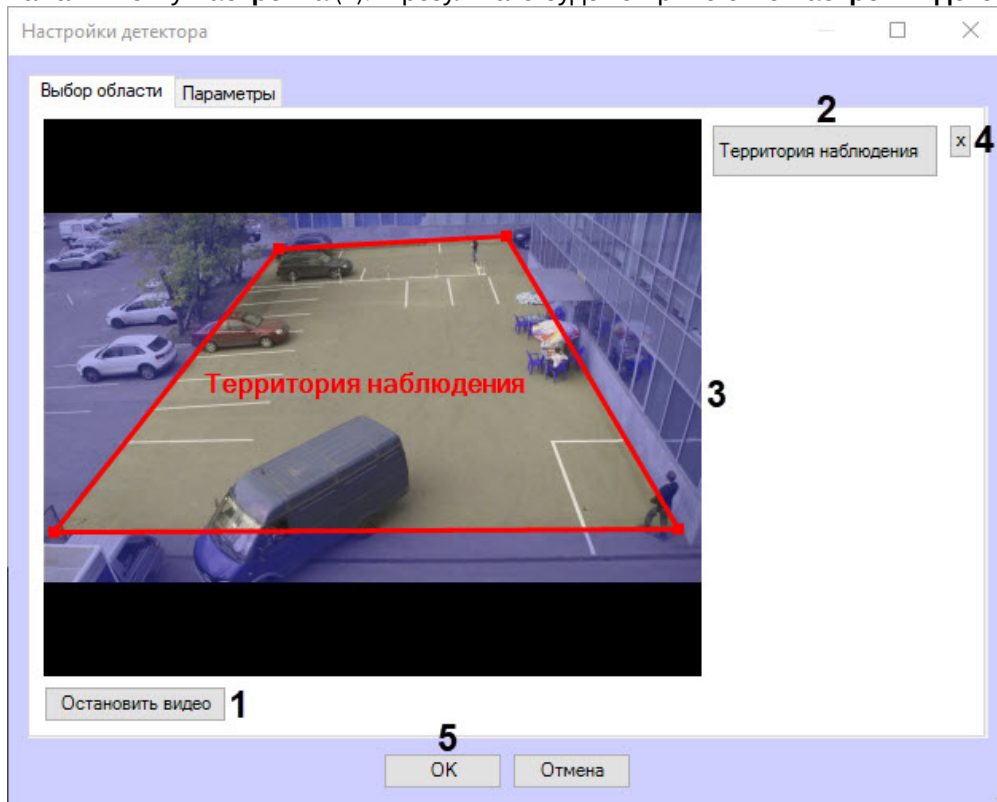 Настройки детектора
Выбор области Параметры
2
Территория наблюдения x 4
Территория наблюдения
3
Остановить видео 1
5
OK Отмена